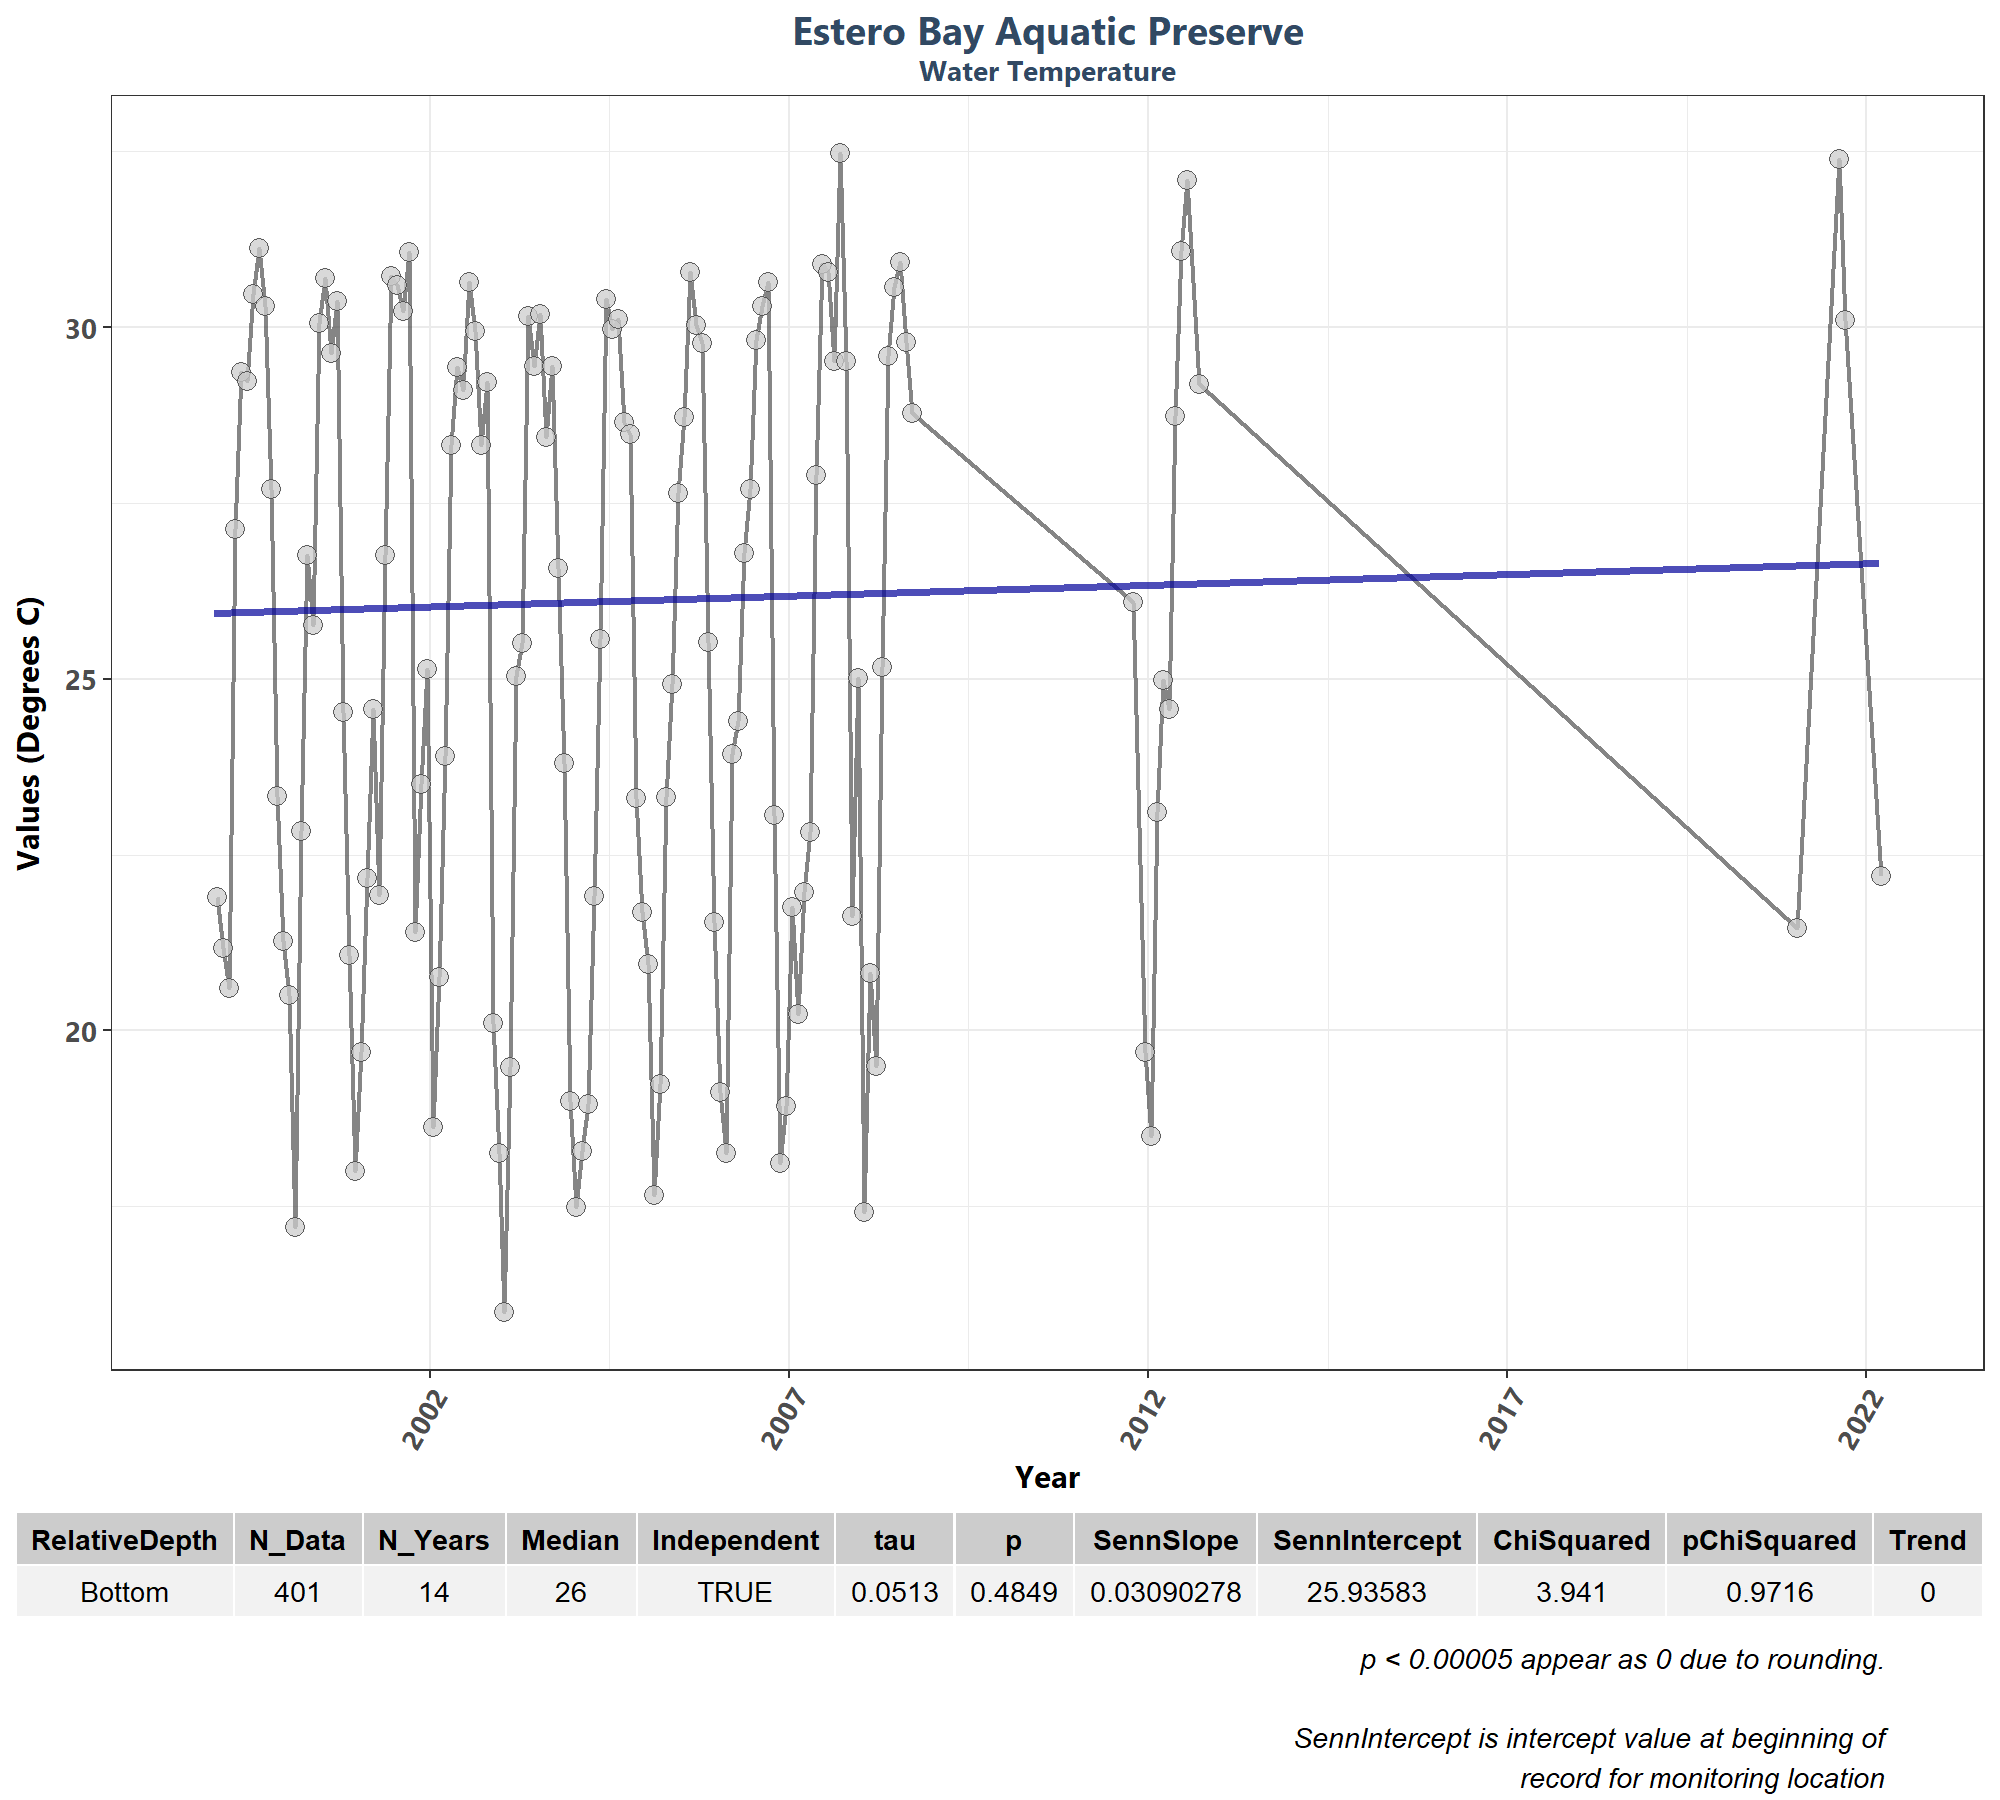 Estero Bay Aquatic Preserve
Water Temperature
Values (Degrees C)
30
25
20
2002
2007
2012
2017
2022
Year
RelativeDepth N_Data N_Years Median Independent tau p SennSlope SennIntercept ChiSquared pChiSquared Trend
Bottom 401 14 26 TRUE 0.0513 0.4849 0.03090278 25.93583 3.941 0.9716 0
p < 0.00005 appear as 0 due to rounding.
SennIntercept is intercept value at beginning of
record for monitoring location